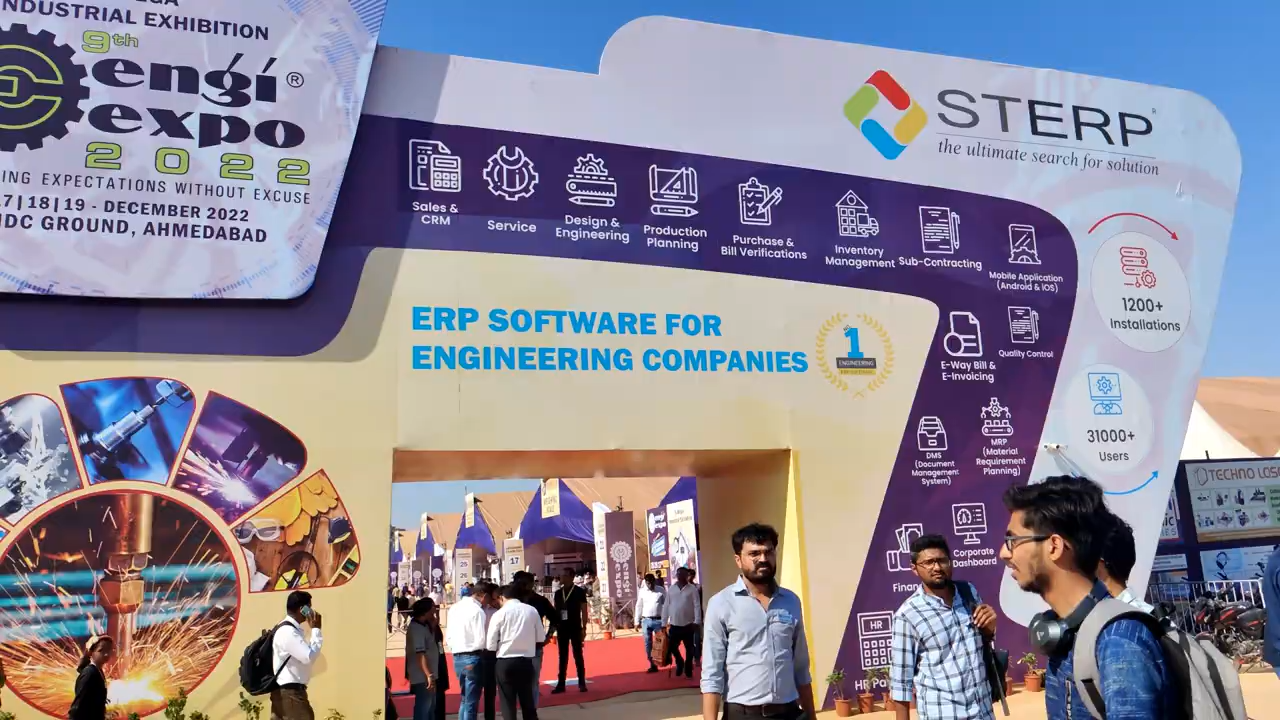 INDUSTRIAL EXHIBITION
9th
engi®
expo
2022
EXPECTATIONS WITHOUT EXCUSE
18 | 19 - DECEMBER 2022
GROUND, AHMEDABAD
STERP
the ultimate search for solution
Sales &
CRM
Service
Design &
Engineering
Production
Planning
Purchase &
Bill Verifications
Inventory
Management
Sub-Contracting
Mobile Application
(Android & iOS)
1200+
Installations
ERP SOFTWARE FOR
ENGINEERING COMPANIES
1
ENGINEERING
E-Way Bill &
E-Invoicing
Quality Control
31000+
Users
DMS
(Document
Management
System)
MRP
(Material
Requirement
Planning)
Corporate
Dashboard
HR
TECHNO
17